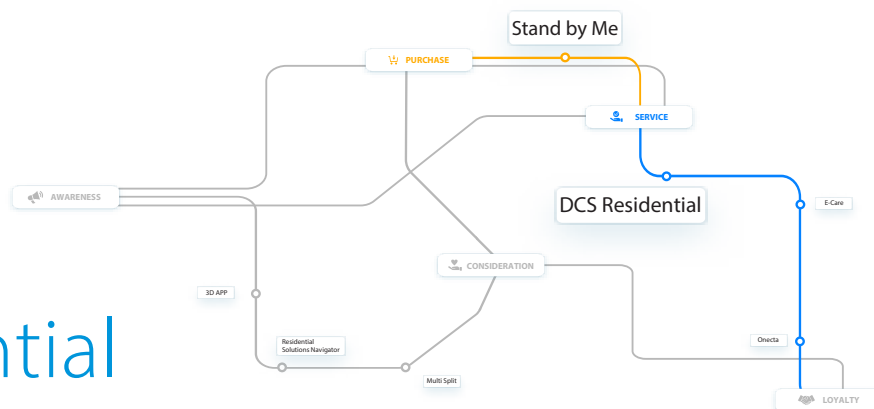 Stand by Me
PURCHASE
SERVICE
AWARENESS
DCS Residential
E-Care
CONSIDERATION
3D APP
Residential
Solutions Navigator
Onecta
ntial
Multi Split
LOYALTY